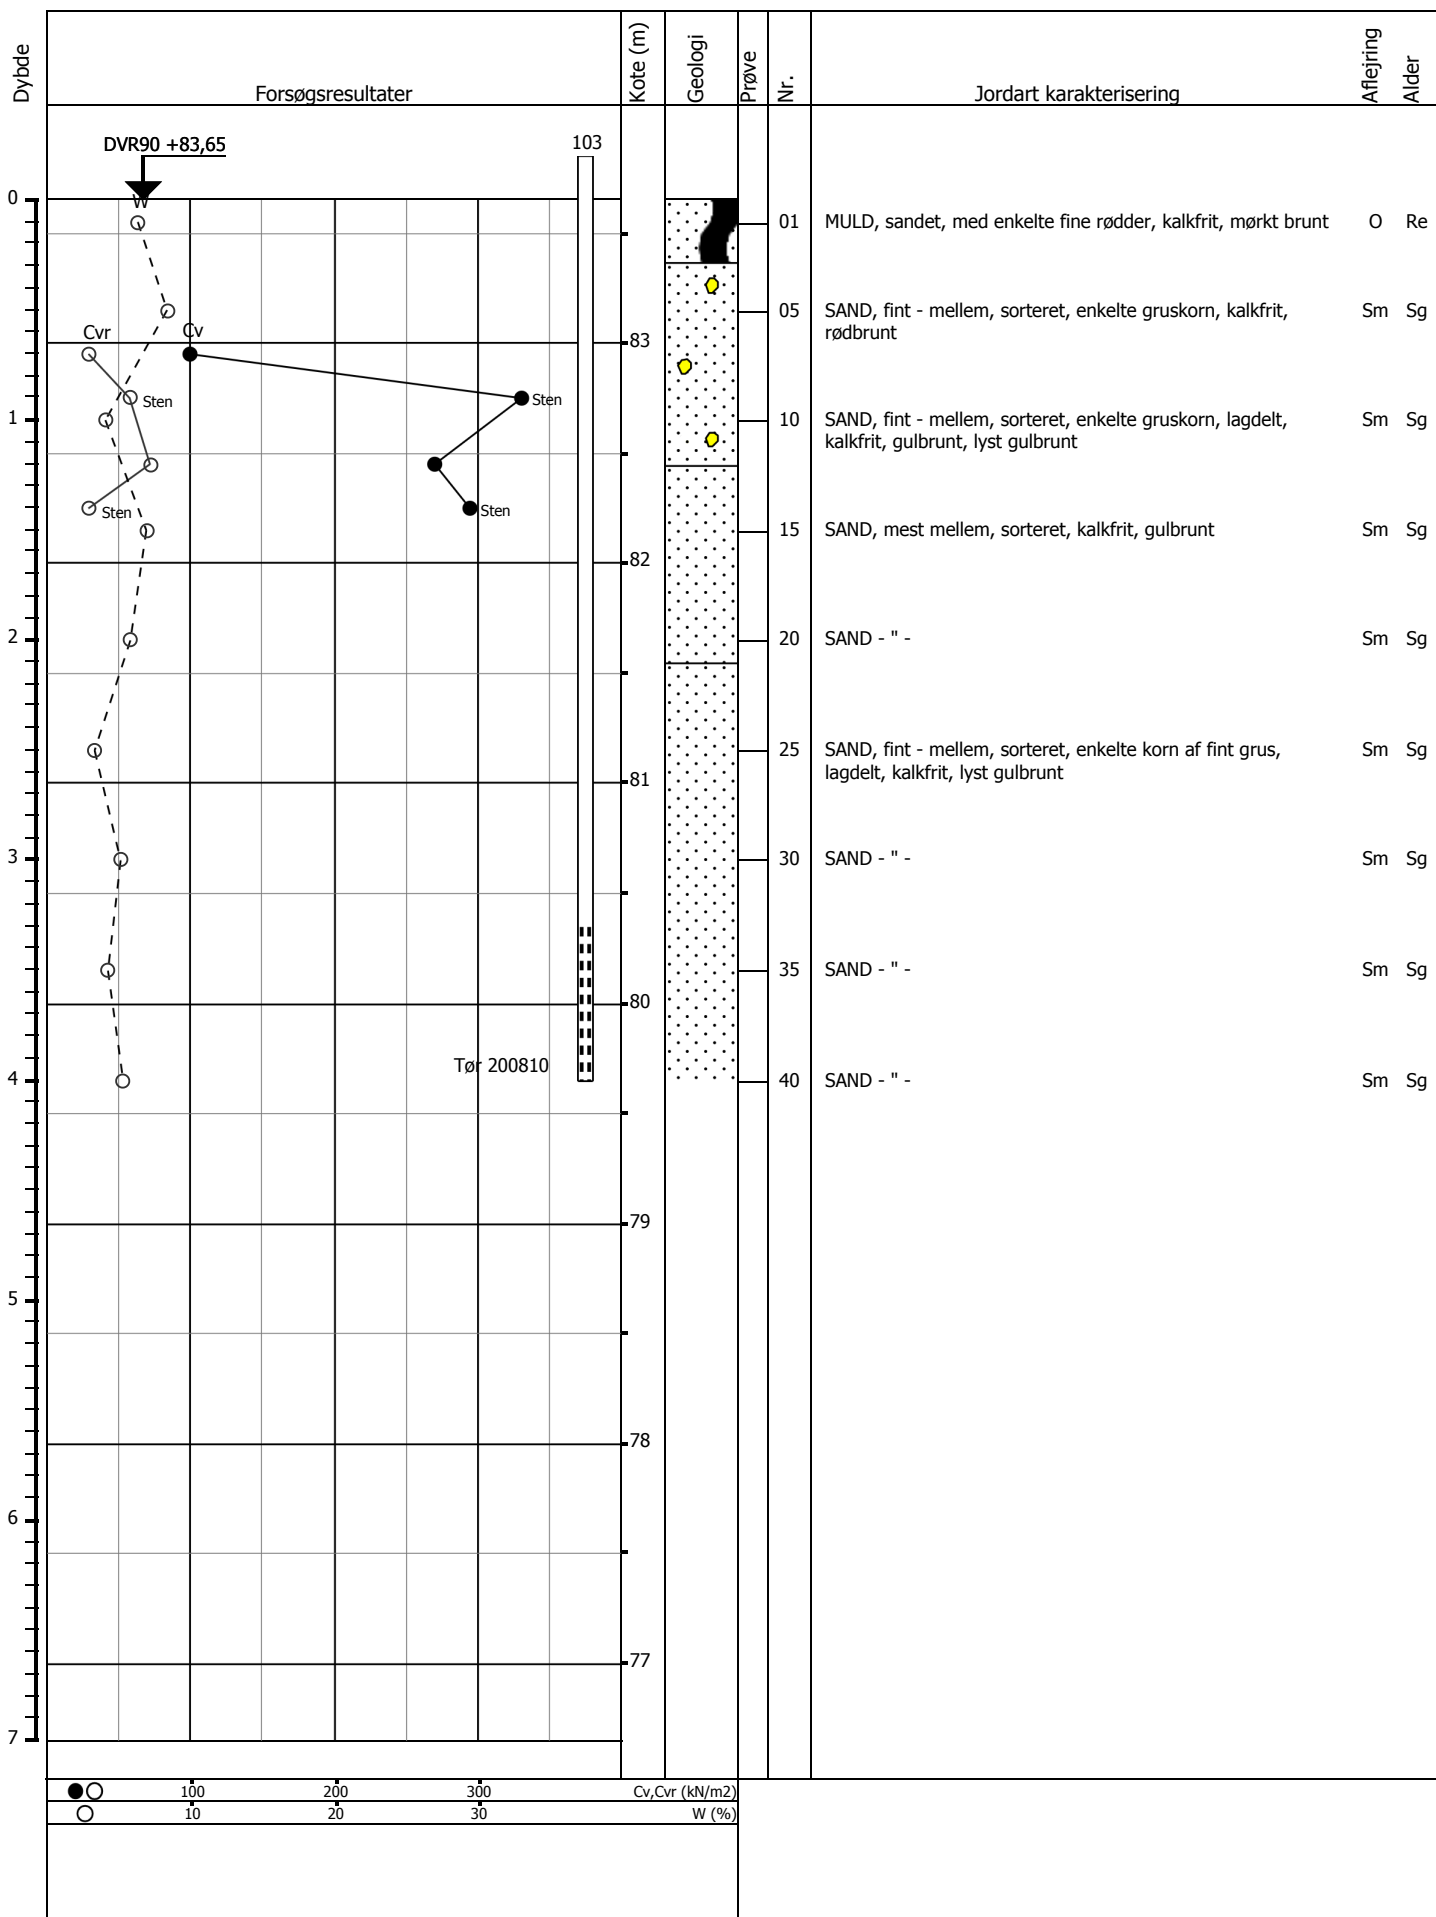 Dybde
Forsøgsresultater
Kote (m)
Geologi
Prøve
Nr.
Jordart karakterisering
Aflejring
Alder
DVR90 +83,65
103
0
W
01 MULD, sandet, med enkelte fine rødder, kalkfrit, mørkt brunt O Re
05 SAND, fint - mellem, sorteret, enkelte gruskorn, kalkfrit, Sm Sg
rødbrunt
Cvr
Cv
83
Sten
Sten
1
10 SAND, fint - mellem, sorteret, enkelte gruskorn, lagdelt, Sm Sg
kalkfrit, gulbrunt, lyst gulbrunt
Sten
Sten
15 SAND, mest mellem, sorteret, kalkfrit, gulbrunt Sm Sg
82
2
20 SAND - " - Sm Sg
25 SAND, fint - mellem, sorteret, enkelte korn af fint grus, Sm Sg
lagdelt, kalkfrit, lyst gulbrunt
81
3
30 SAND - " - Sm Sg
35 SAND - " - Sm Sg
80
Tør 200810
4
40 SAND - " - Sm Sg
79
5
78
6
77
7
100 200 300 Cv,Cvr (kN/m2)
10 20 30 W (%)